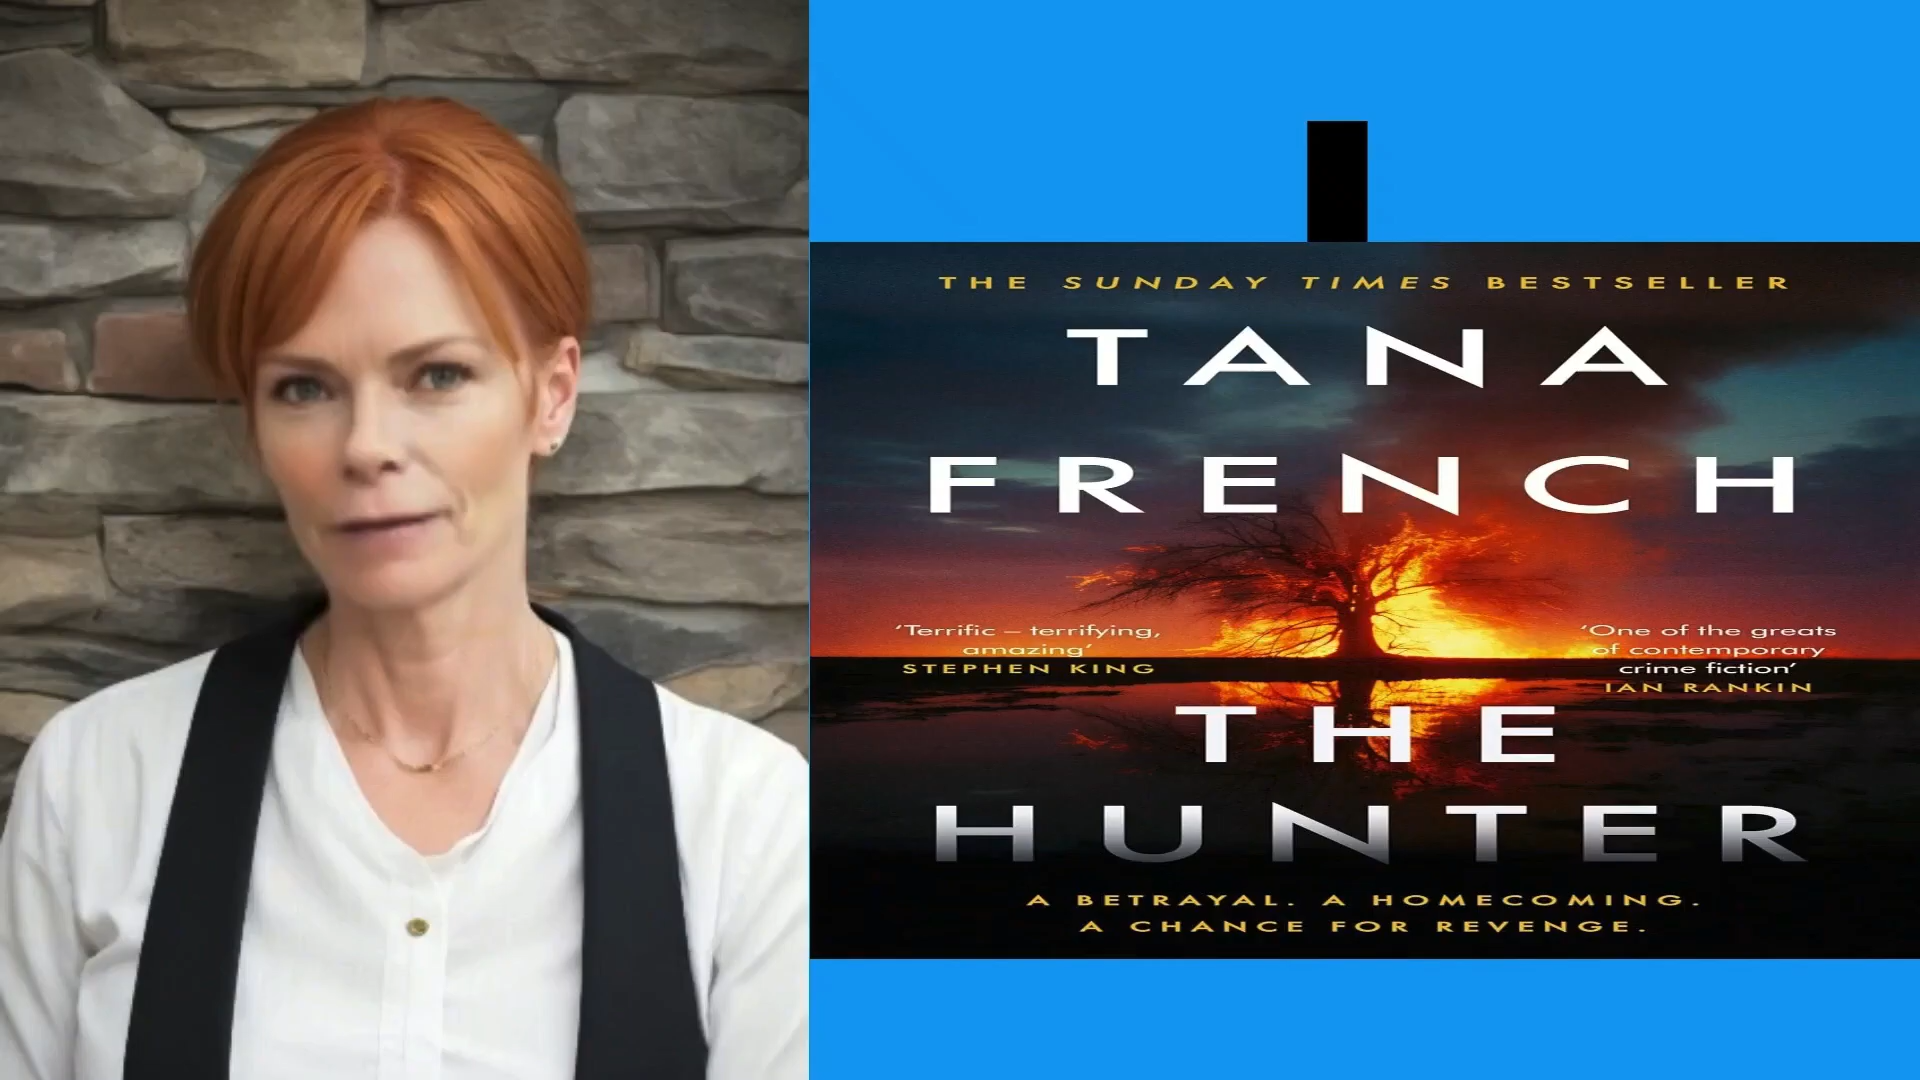 THE SUNDAY TIMES BESTSELLER
TANA
FRENCH
‘Terrific – terrifying,
amazing’
STEPHEN KING
‘One of the greats
of contemporary
crime fiction’
IAN RANKIN
THE
HUNTER
A BETRAYAL. A HOMECOMING.
A CHANCE FOR REVENGE.